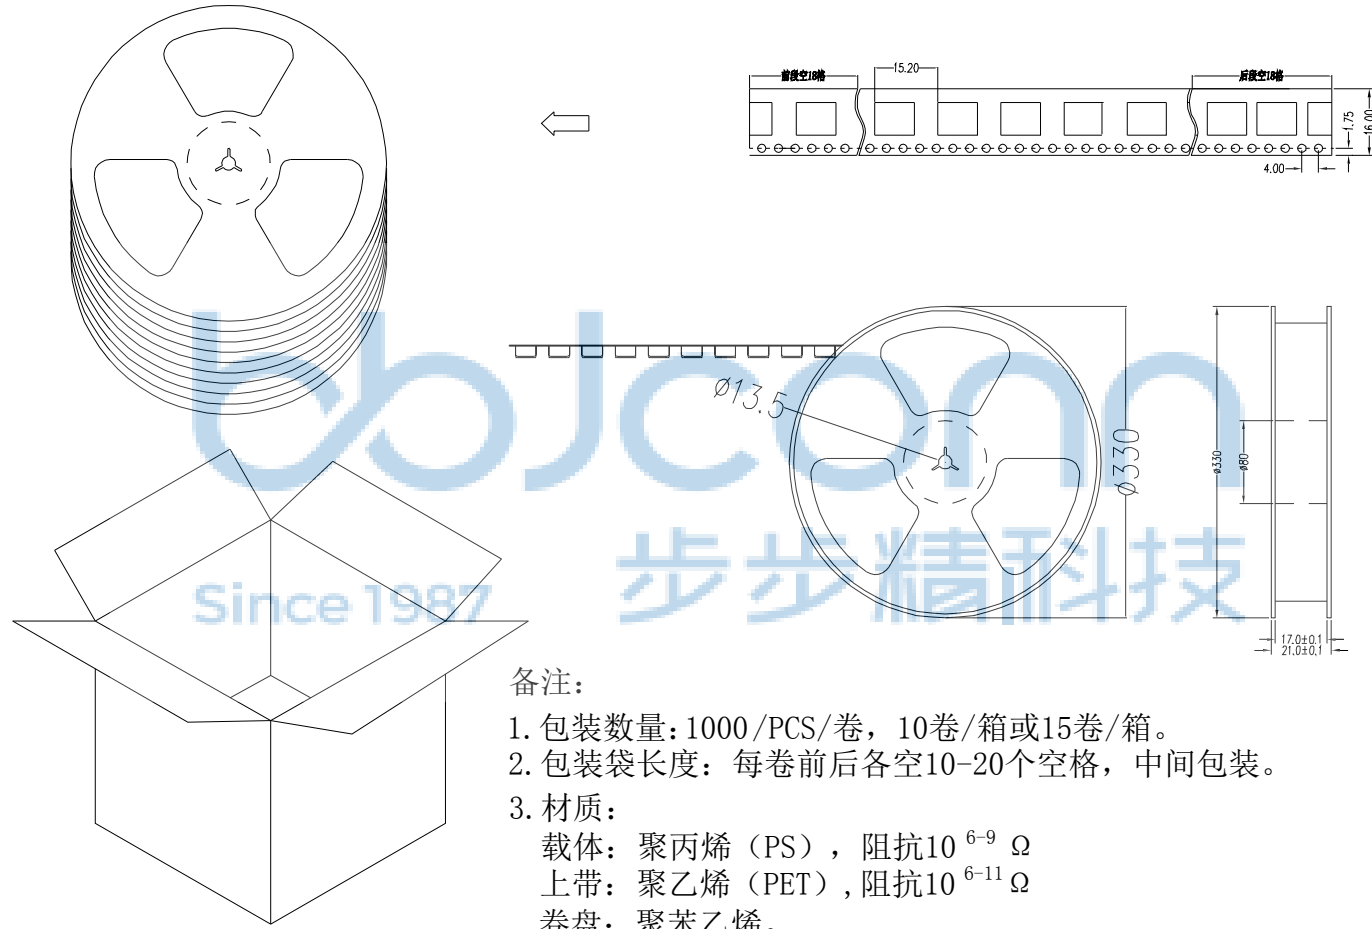 前段空18格
15.20
后段空18格
1.75
16.00
4.00
bbjconn
ø13.5
ø330
ø330
ø80
步步精科技
Since 1987
17.0±0.1
21.0±0.1
备注：
1.包装数量：1000/PCS/卷，10卷/箱或15卷/箱。
2.包装袋长度：每卷前后各空10-20个空格，中间包装。
3.材质：
载体：聚丙烯（PS），阻抗10 6-9 Ω
上带：聚乙烯（PET）,阻抗10 6-11 Ω
卷盘：聚苯乙烯。